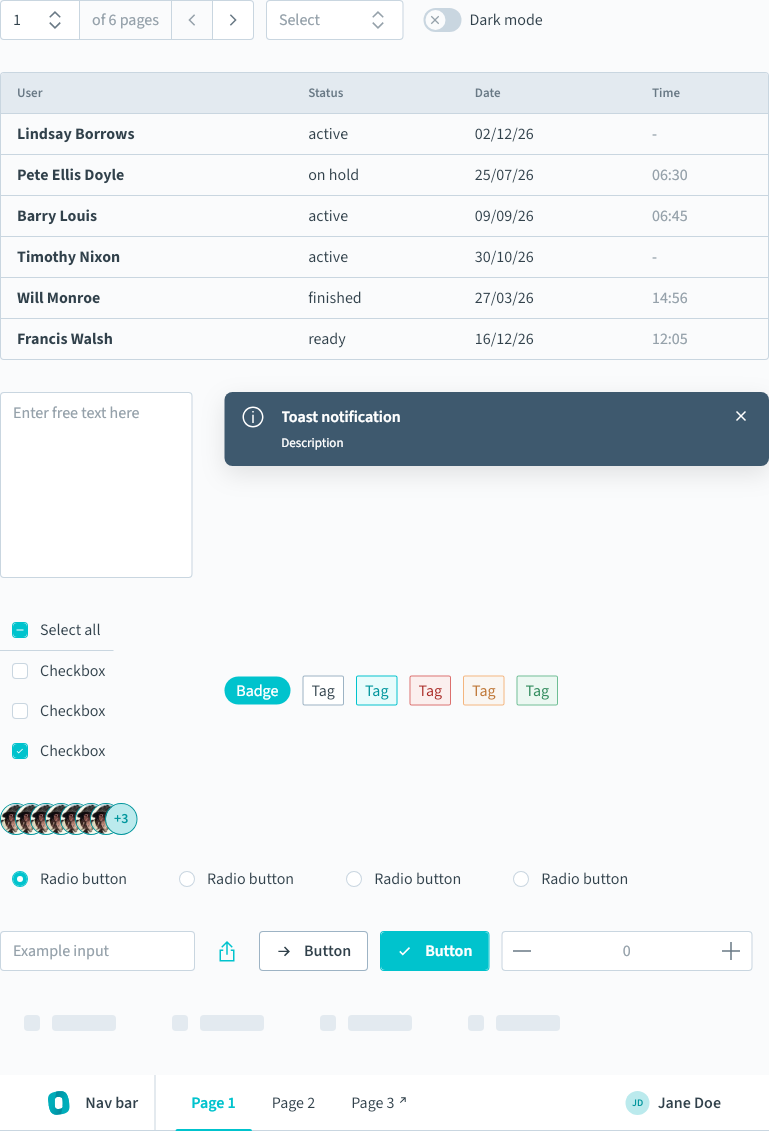 1 of 6 pages Select Dark mode
User Status Date Time
Lindsay Borrows active 02/12/26 -
Pete Ellis Doyle on hold 25/07/26 06:30
Barry Louis active 09/09/26 06:45
Timothy Nixon active 30/10/26 -
Will Monroe finished 27/03/26 14:56
Francis Walsh ready 16/12/26 12:05
Enter free text here
Toast notification
Description
Select all
Checkbox
Checkbox
Checkbox
Badge Tag Tag Tag Tag Tag
+3
Radio button Radio button Radio button Radio button
Example input Button Button 0
Nav bar Page 1 Page 2 Page 3 JD Jane Doe